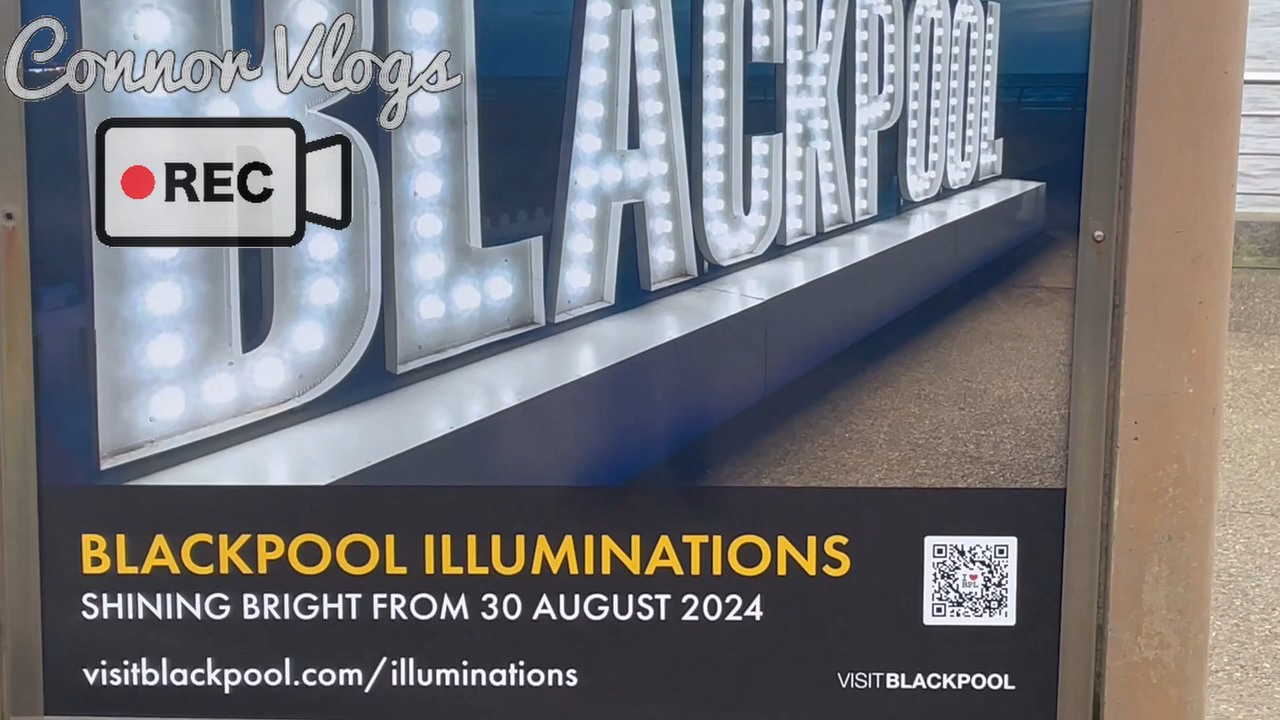 Connor Vlogs
REC
BLACKPOOL
BLACKPOOL ILLUMINATIONS
SHINING BRIGHT FROM 30 AUGUST 2024
visitblackpool.com/illuminations
VISITBLACKPOOL